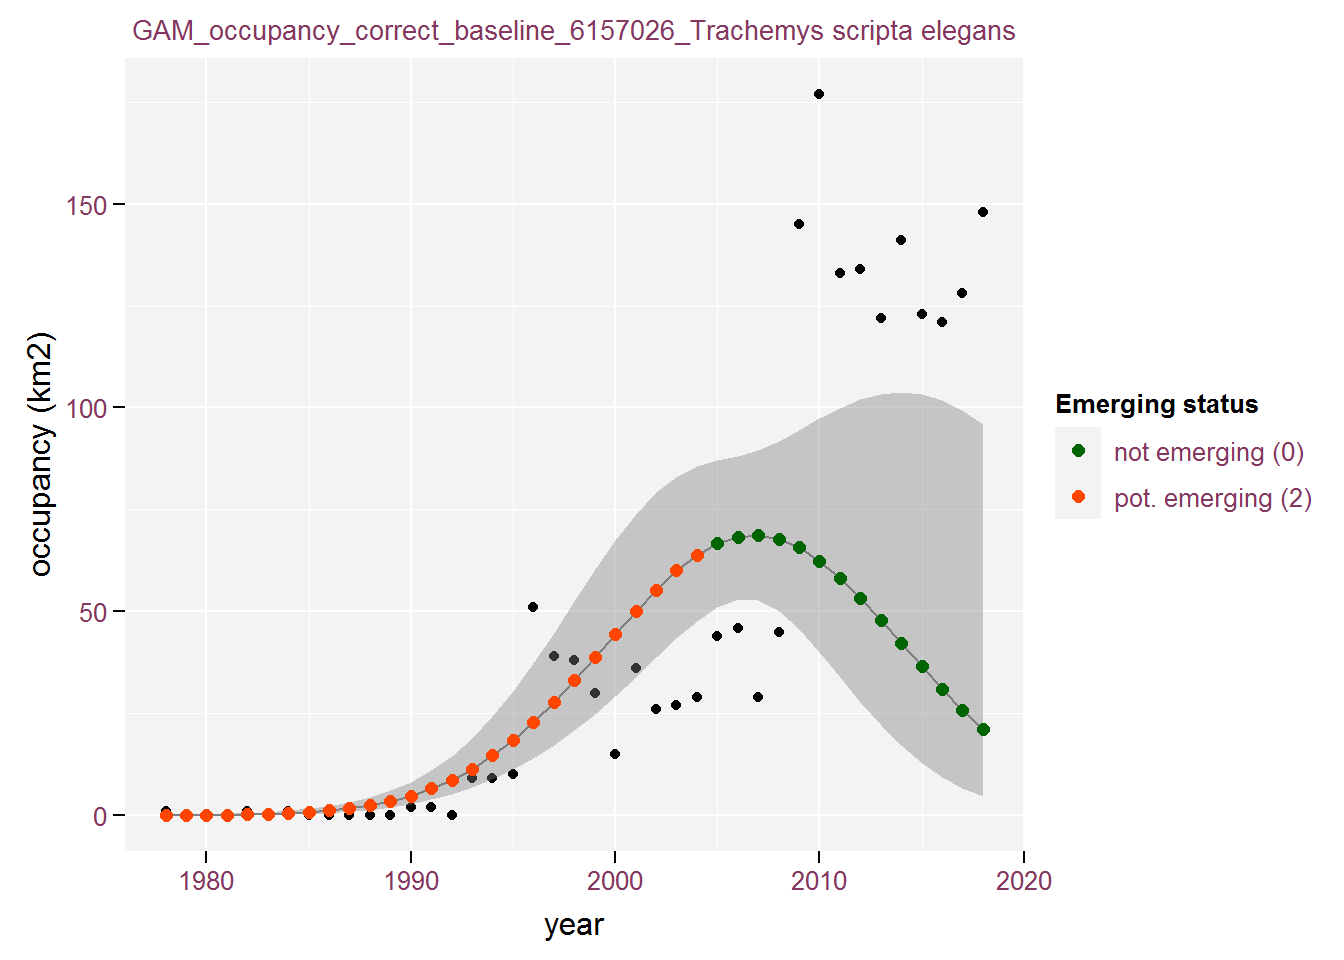 GAM_occupancy_correct_baseline_6157026_Trachemys scripta elegans
occupancy (km2)
150
100
50
0
1980
1990
2000
2010
2020
year
Emerging status
not emerging (0)
pot. emerging (2)